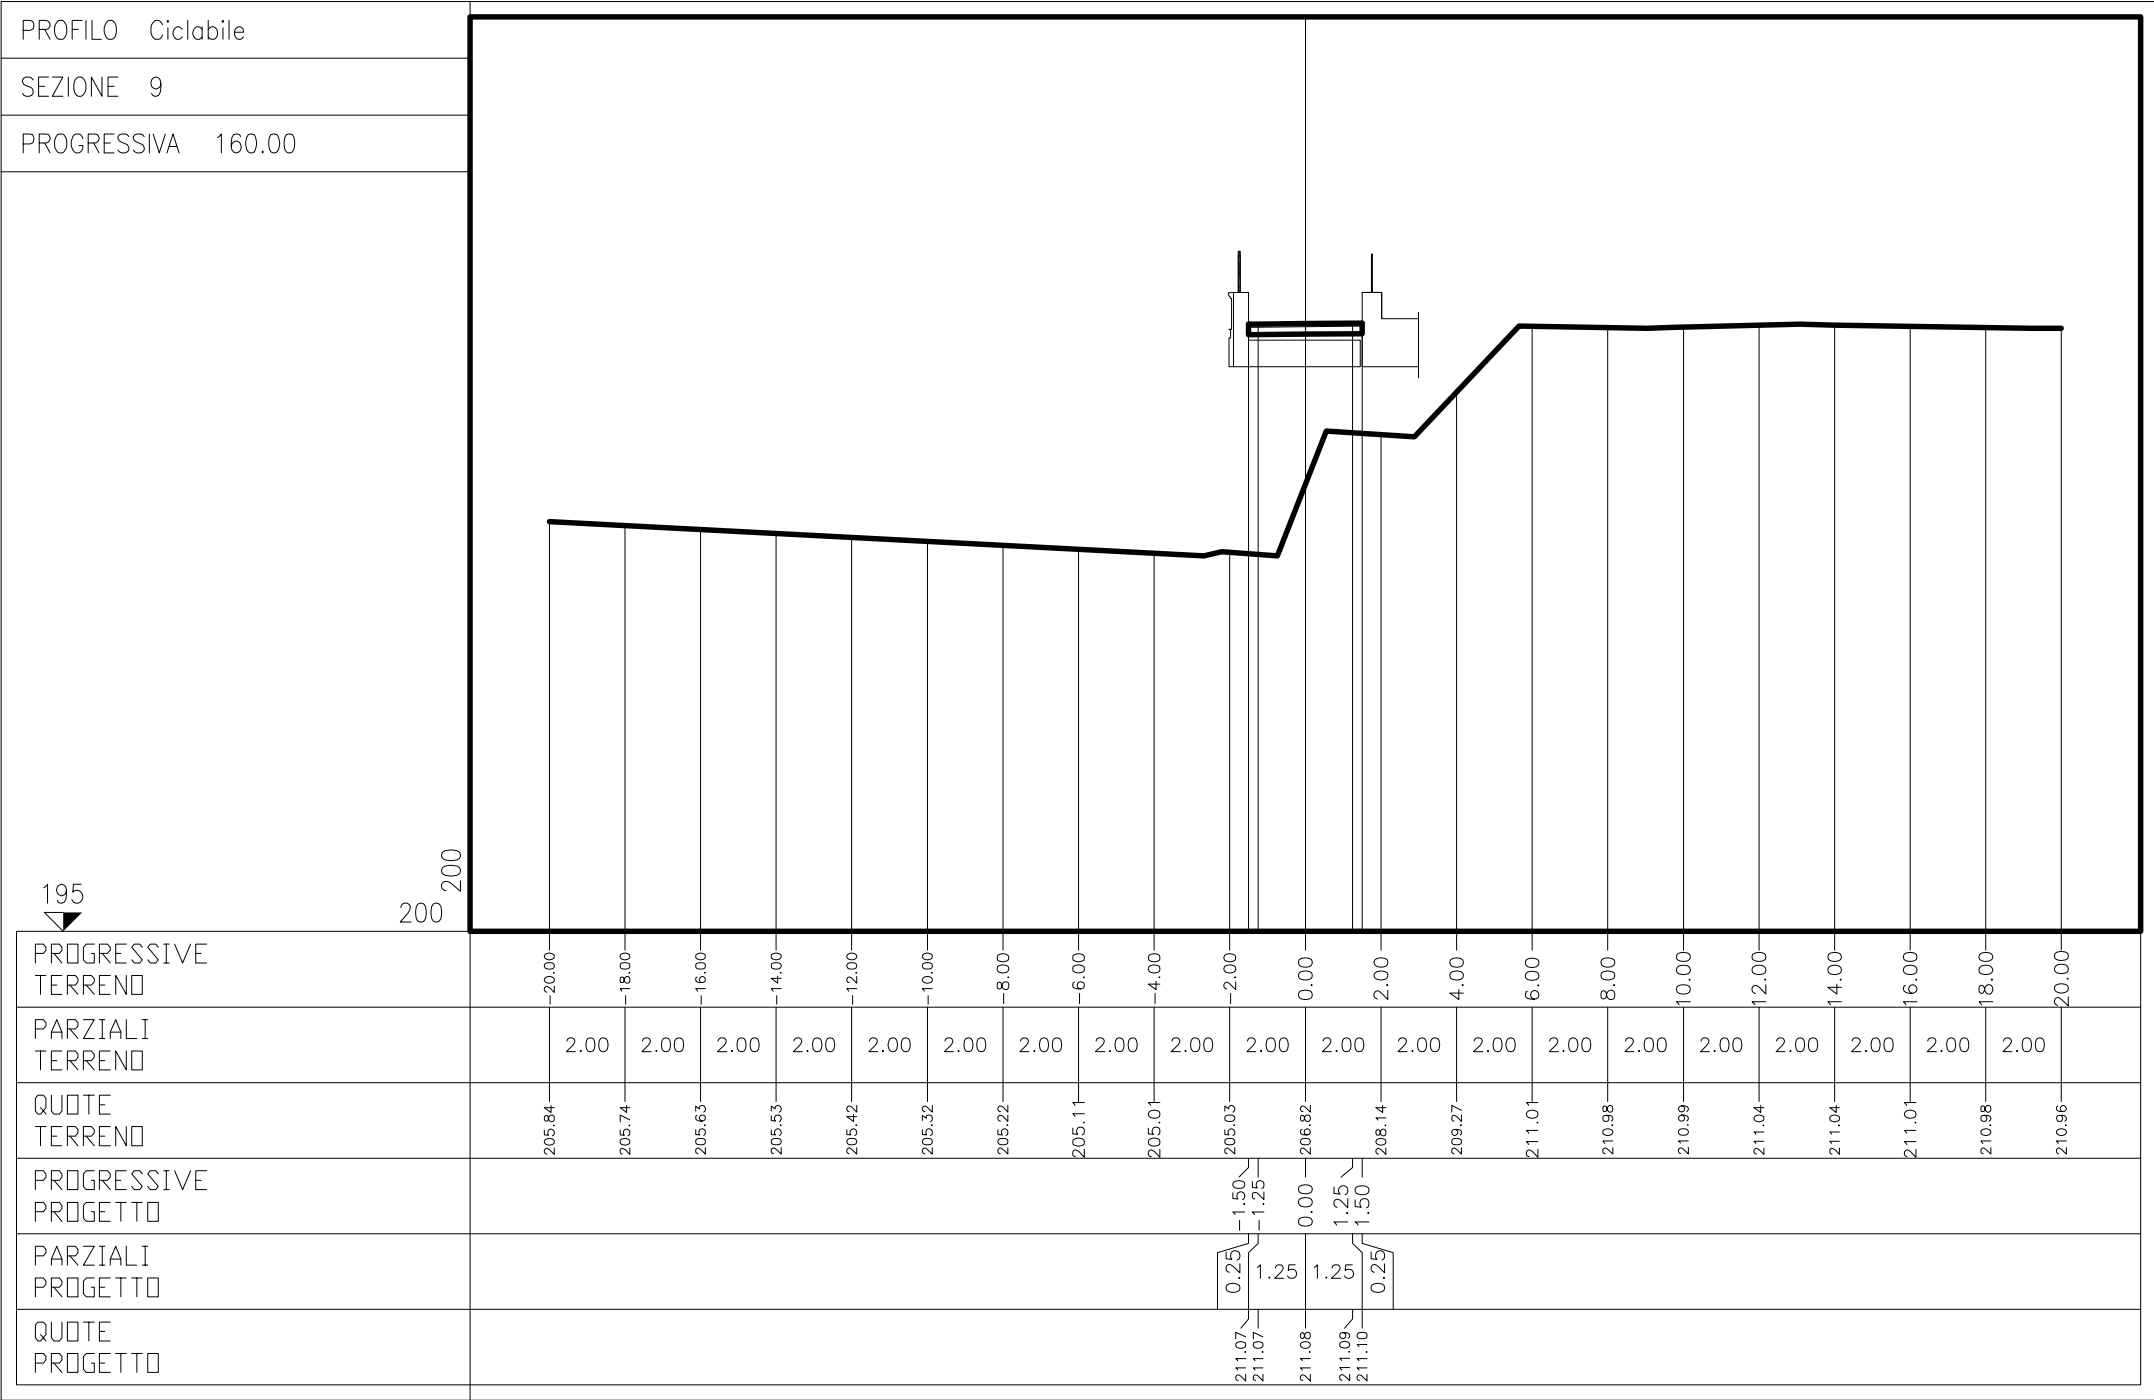 PROFILO Ciclabile
SEZIONE 9
PROGRESSIVA 160.00
200
195
200
PROGRESSIVE
TERRENO
-20.00 -18.00 -16.00 -14.00 -12.00 -10.00 -8.00 -6.00 -4.00 -2.00 0.00 2.00 4.00 6.00 8.00 10.00 12.00 14.00 16.00 18.00 20.00
PARZIALI
TERRENO
2.00 2.00 2.00 2.00 2.00 2.00 2.00 2.00 2.00 2.00 2.00 2.00 2.00 2.00 2.00 2.00 2.00 2.00 2.00 2.00
QUOTE
TERRENO
205.84 205.74 205.63 205.53 205.42 205.32 205.22 205.11 205.01 205.03 206.82 208.14 209.27 211.01 210.98 210.99 211.04 211.04 211.01 210.98 210.96
PROGRESSIVE
PROGETTO
-1.50 -1.25 0.00 1.25 1.50
PARZIALI
PROGETTO
0.25 1.25 1.25 0.25
QUOTE
PROGETTO
211.07 211.07 211.08 211.09 211.10